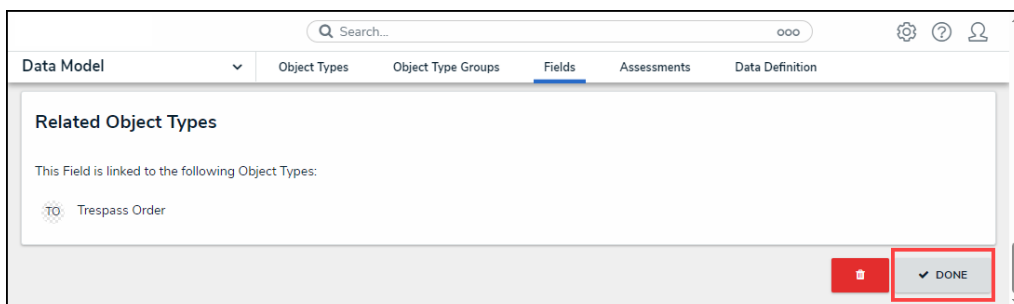 Search... ooo
Data Model Object Types Object Type Groups Fields Assessments Data Definition
Related Object Types
This Field is linked to the following Object Types:
TO Trespass Order
DONE